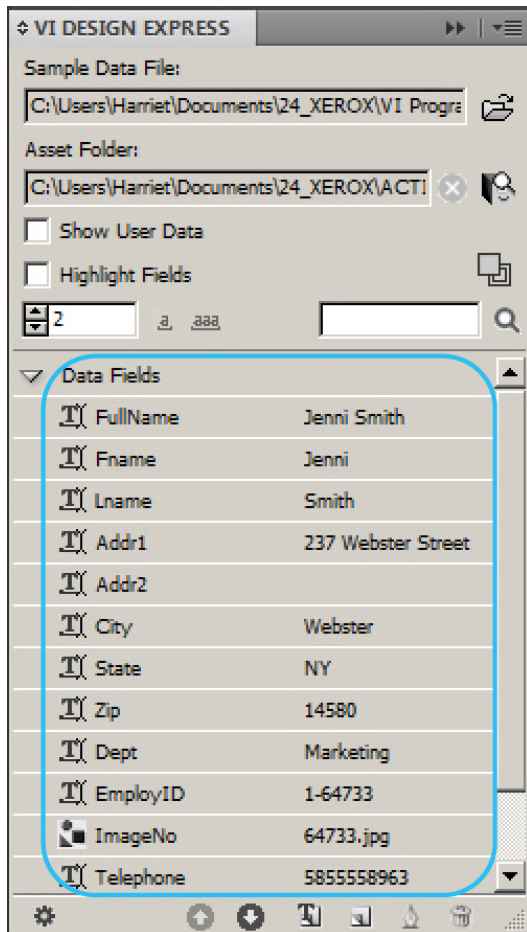 VI DESIGN EXPRESS
Sample Data File:
C:\Users\Harriet\Documents\24_XEROX\VI Progra
Asset Folder:
C:\Users\Harriet\Documents\24_XEROX\ACTI
Show User Data
Highlight Fields
2 a aaa
Data Fields
FullName Jenni Smith
Fname Jenni
Lname Smith
Addr1 237 Webster Street
Addr2
City Webster
State NY
Zip 14580
Dept Marketing
EmployID 1-64733
ImageNo 64733.jpg
Telephone 5855558963